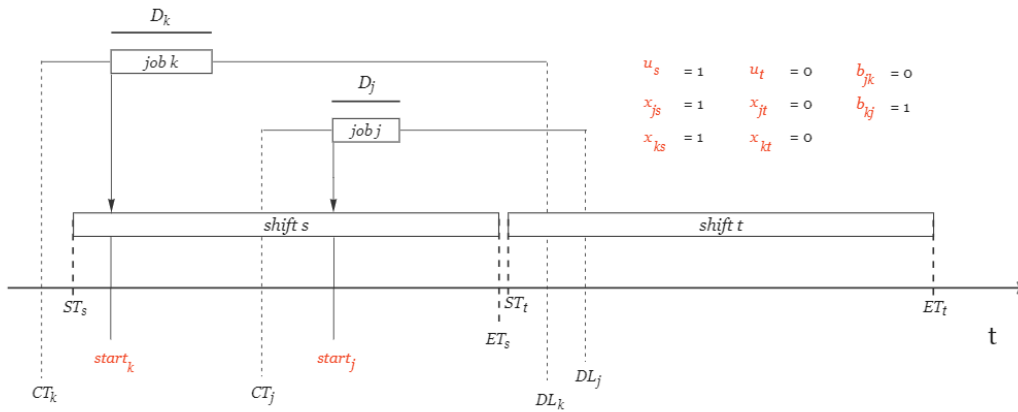 D_k
job k
D_j
job j
u_s = 1 u_t = 0 b_jk = 0
x_js = 1 x_jt = 0 b_kj = 1
x_ks = 1 x_kt = 0
shift s shift t
ST_s ST_t ET_t
ET_s
t
start_k start_j
CT_k CT_j DL_k DL_j